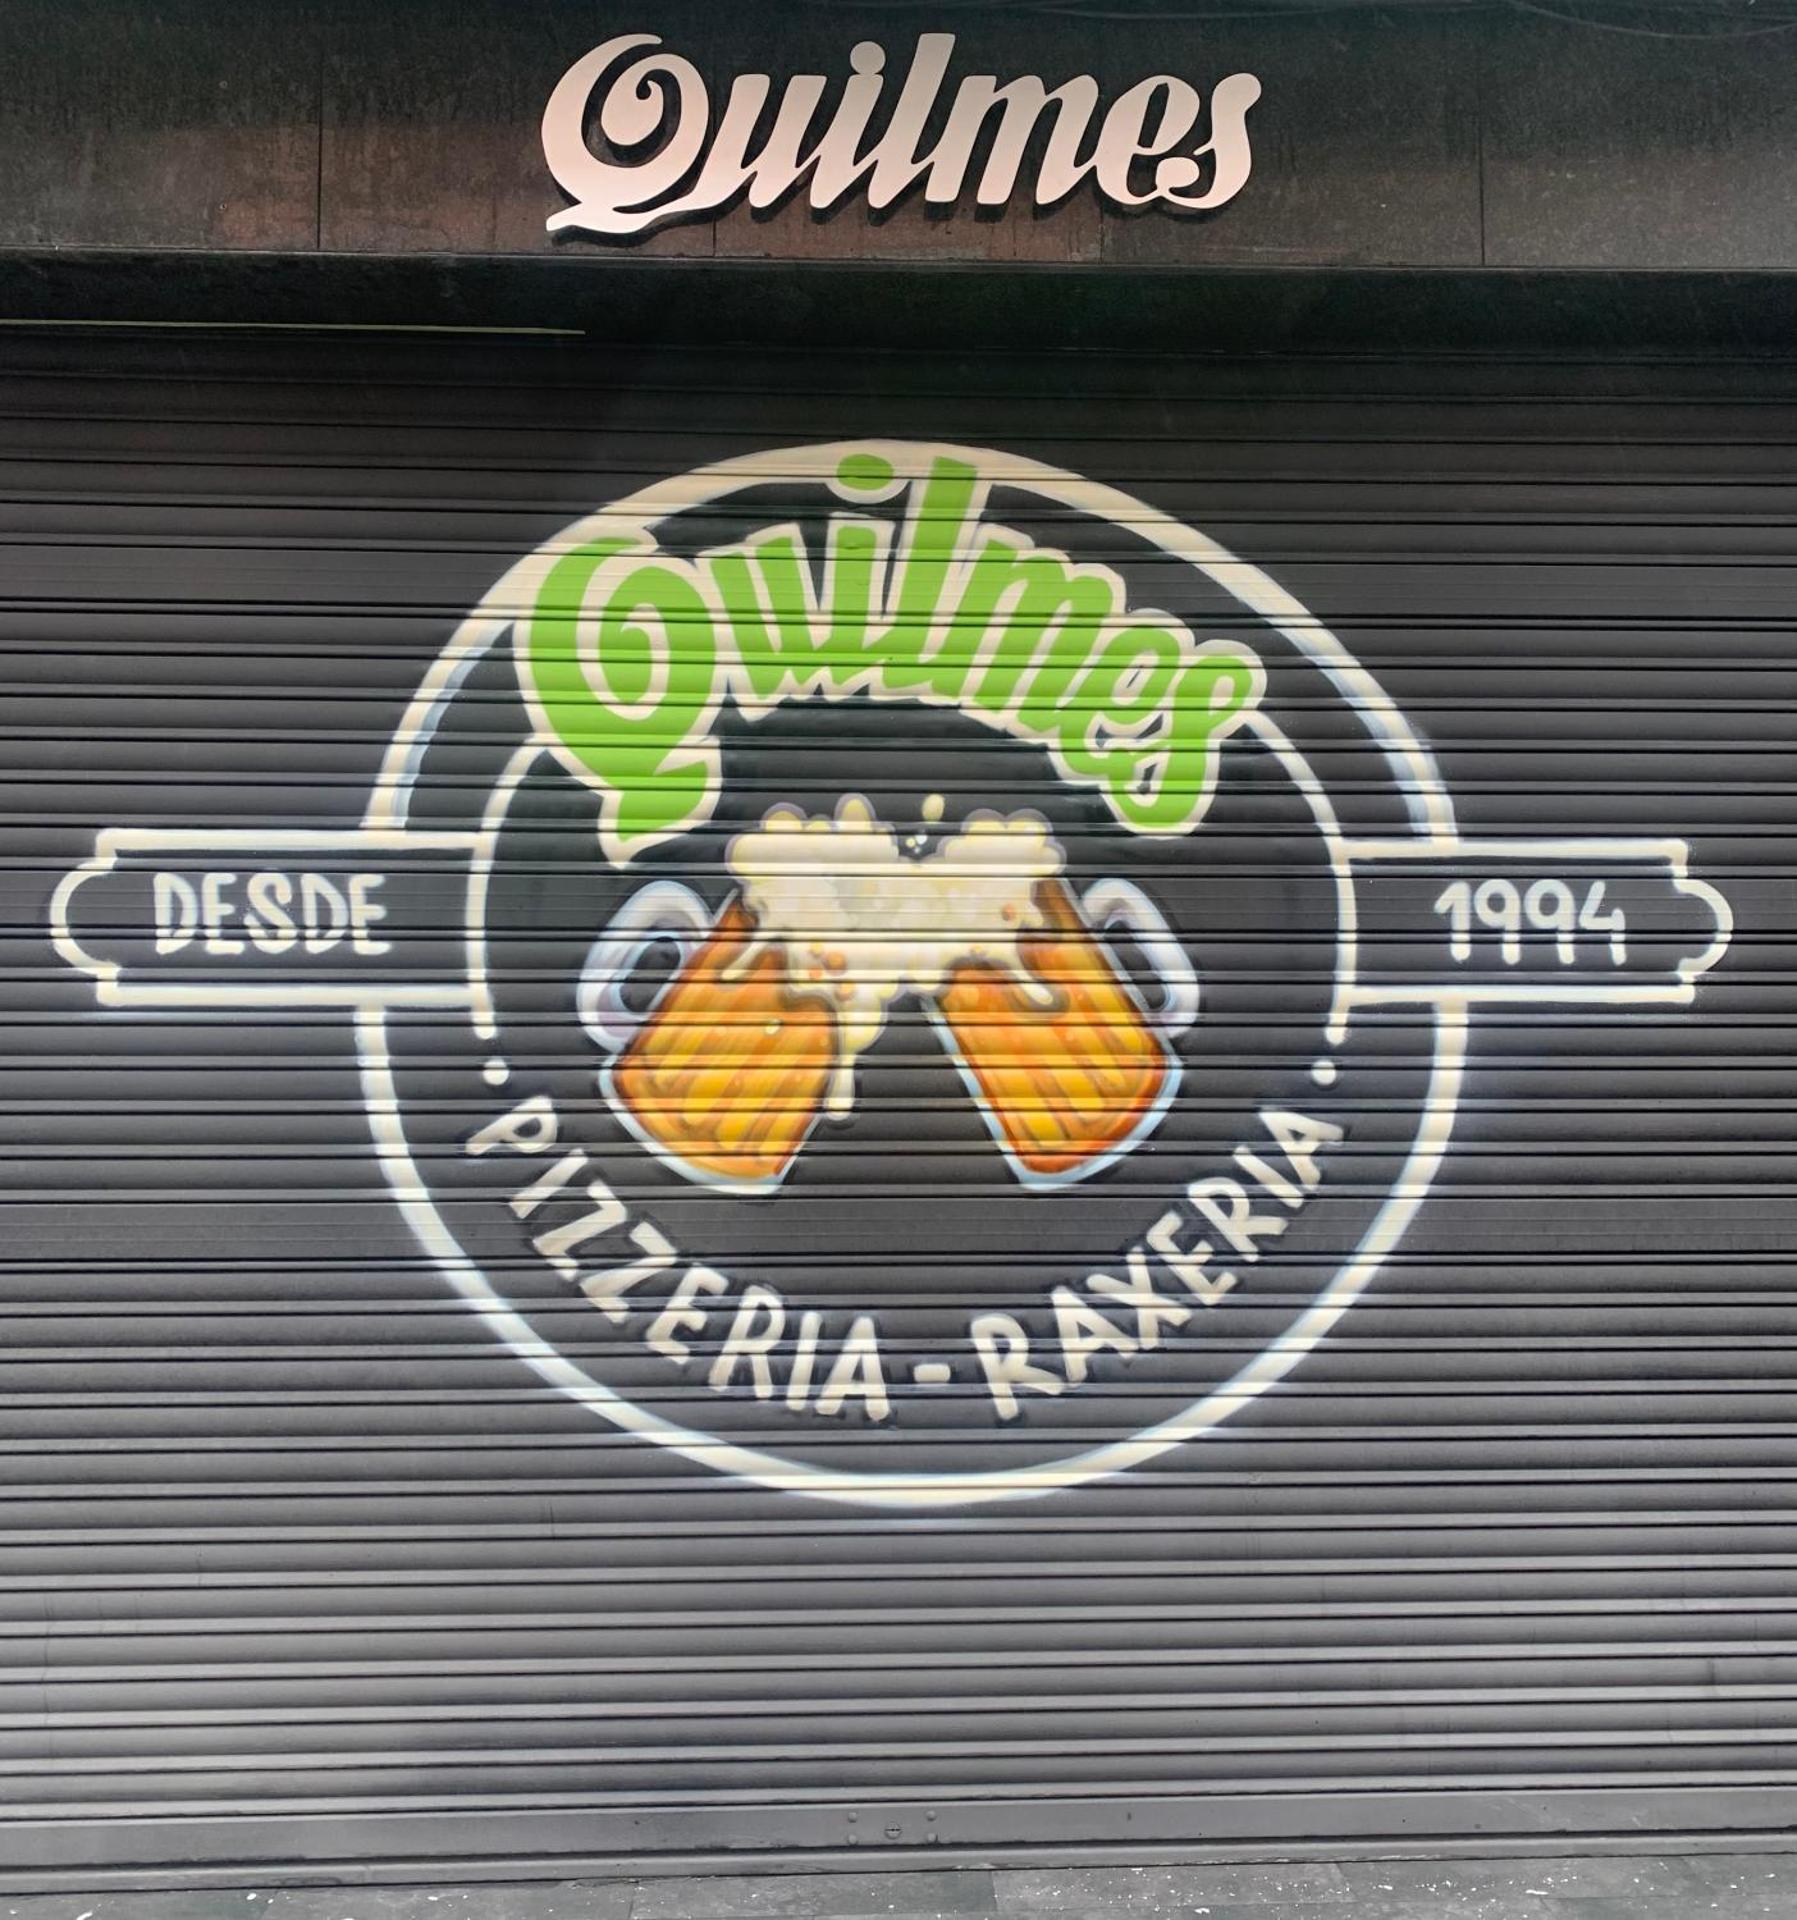 Quilmes
Quilmes
DESDE
1994
PIZZERIA-RAXERIA